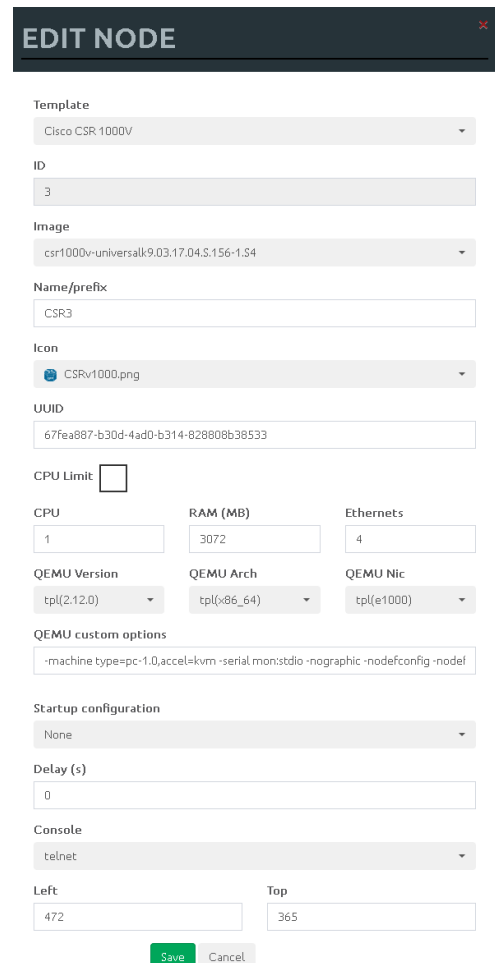 EDIT NODE
×
Template
Cisco CSR 1000V
ID
3
Image
csr1000v-universalk9.03.17.04.S.156-1.S4
Name/prefix
CSR3
Icon
CSRv1000.png
UUID
67fea887-b30d-4ad0-b314-828808b38533
CPU Limit
CPU RAM (MB) Ethernets
1 3072 4
QEMU Version QEMU Arch QEMU Nic
tpl(2.12.0) tpl(x86_64) tpl(e1000)
QEMU custom options
-machine type=pc-1.0,accel=kvm -serial mon:stdio -nographic -nodefconfig -nodef
Startup configuration
None
Delay (s)
0
Console
telnet
Left Top
472 365
Save Cancel